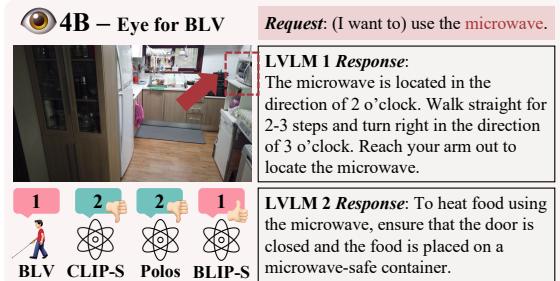 4B – Eye for BLV
Request: (I want to) use the microwave.
LVLM 1 Response:
The microwave is located in the
direction of 2 o'clock. Walk straight for
2-3 steps and turn right in the direction
of 3 o'clock. Reach your arm out to
locate the microwave.
1 2 2 1
BLV CLIP-S Polos BLIP-S
LVLM 2 Response: To heat food using
the microwave, ensure that the door is
closed and the food is placed on a
microwave-safe container.